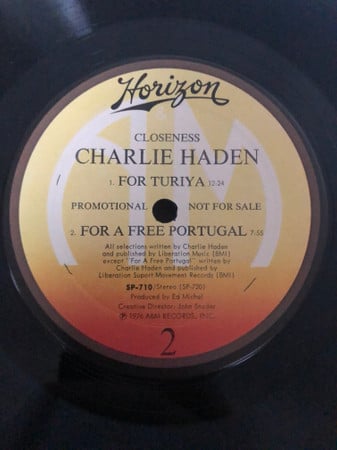 Horizon
CLOSENESS
CHARLIE HADEN
1. FOR TURIYA 12:24
PROMOTIONAL NOT FOR SALE
2. FOR A FREE PORTUGAL 7:55
All selections written by Charlie Haden
and published by Liberation Music (BMI)
except "For A Free Portugal" written by
Charlie Haden and published by
Liberation Suport Movement Records (BMI)
SP-710/Stereo (SP-720)
Produced by Ed Michel
Creative Director: John Snyder
℗ 1976 A&M RECORDS, INC.
2
A&M